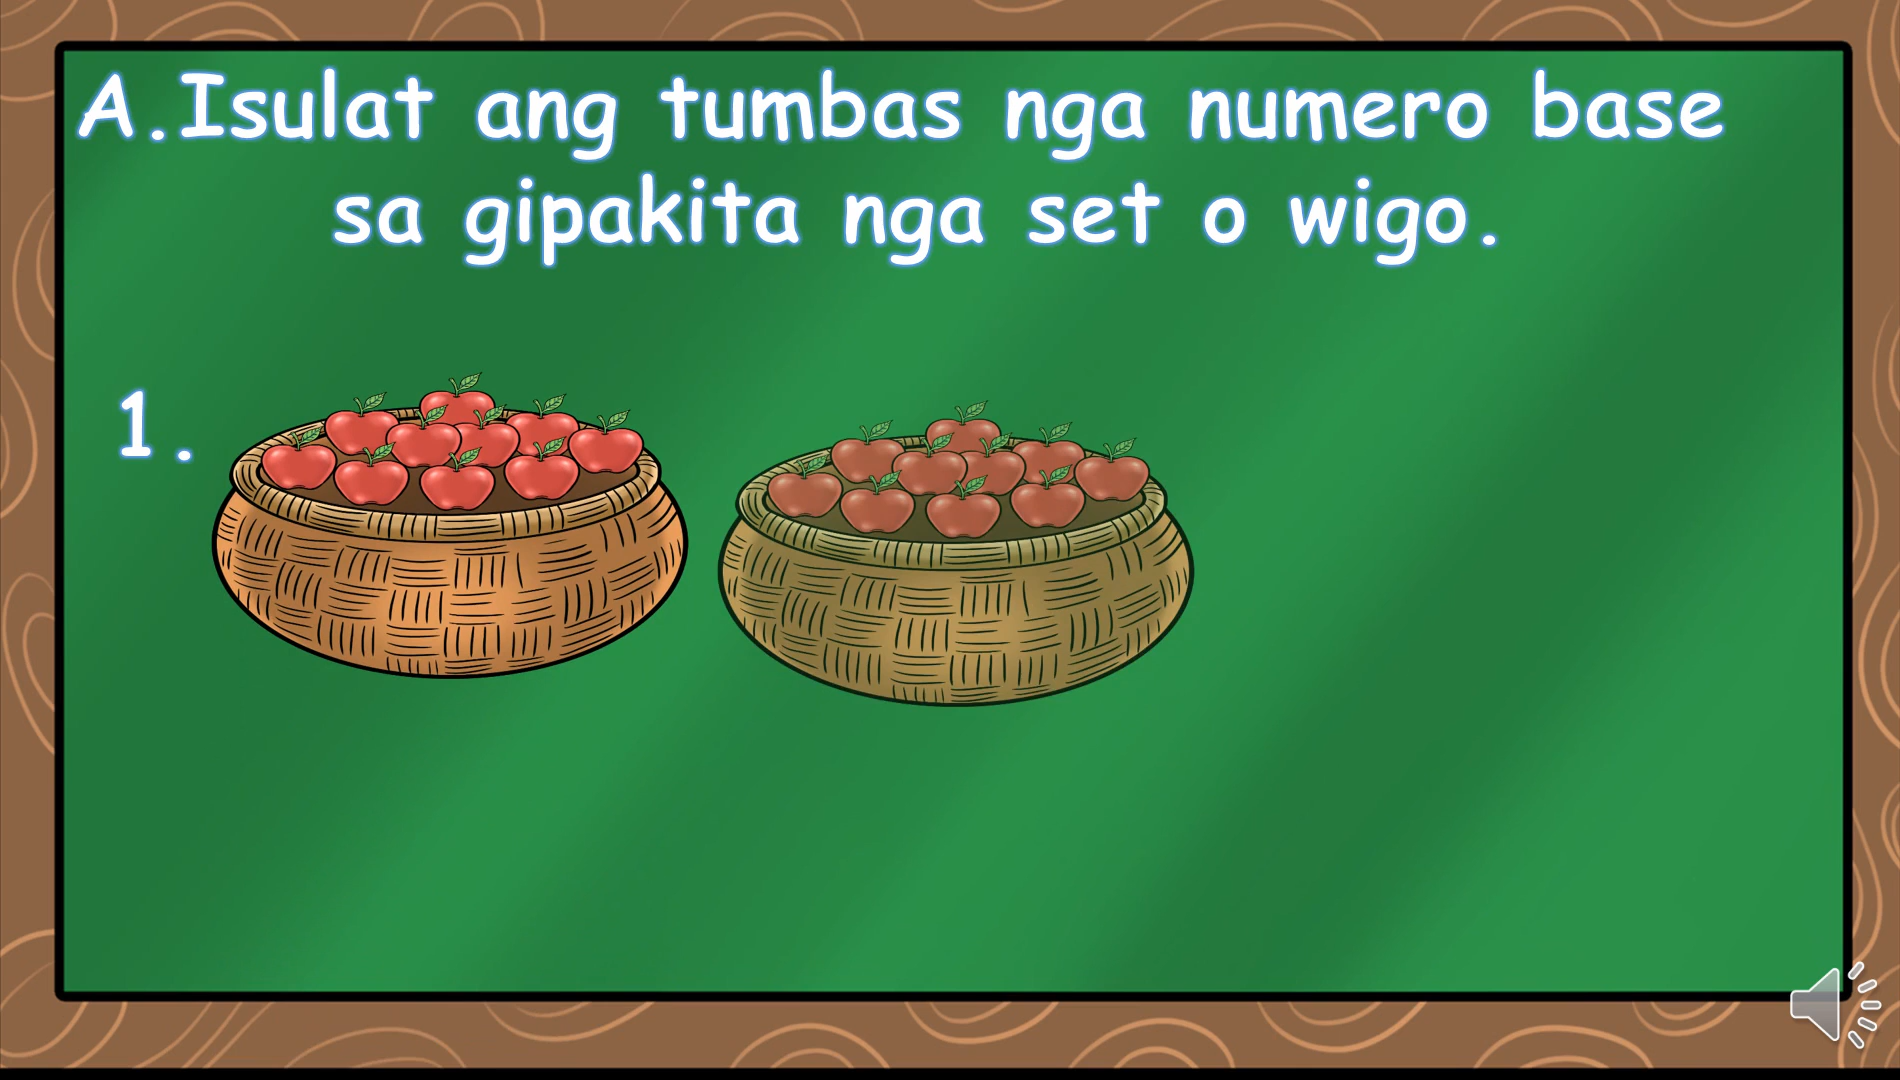 A.Isulat ang tumbas nga numero base
sa gipakita nga set o wigo.
1.